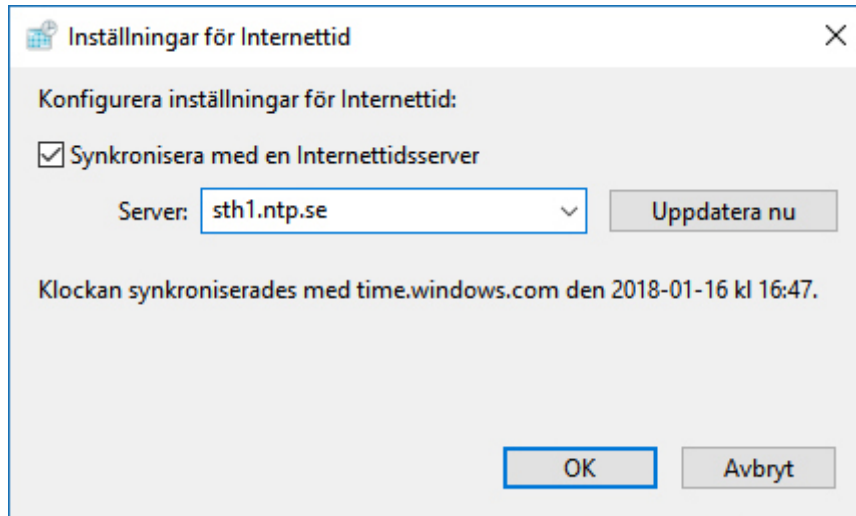 Inställningar för Internettid
Konfigurera inställningar för Internettid:
Synkronisera med en Internettidsserver
Server: sth1.ntp.se Uppdatera nu
Klockan synkroniserades med time.windows.com den 2018-01-16 kl 16:47.
OK Avbryt